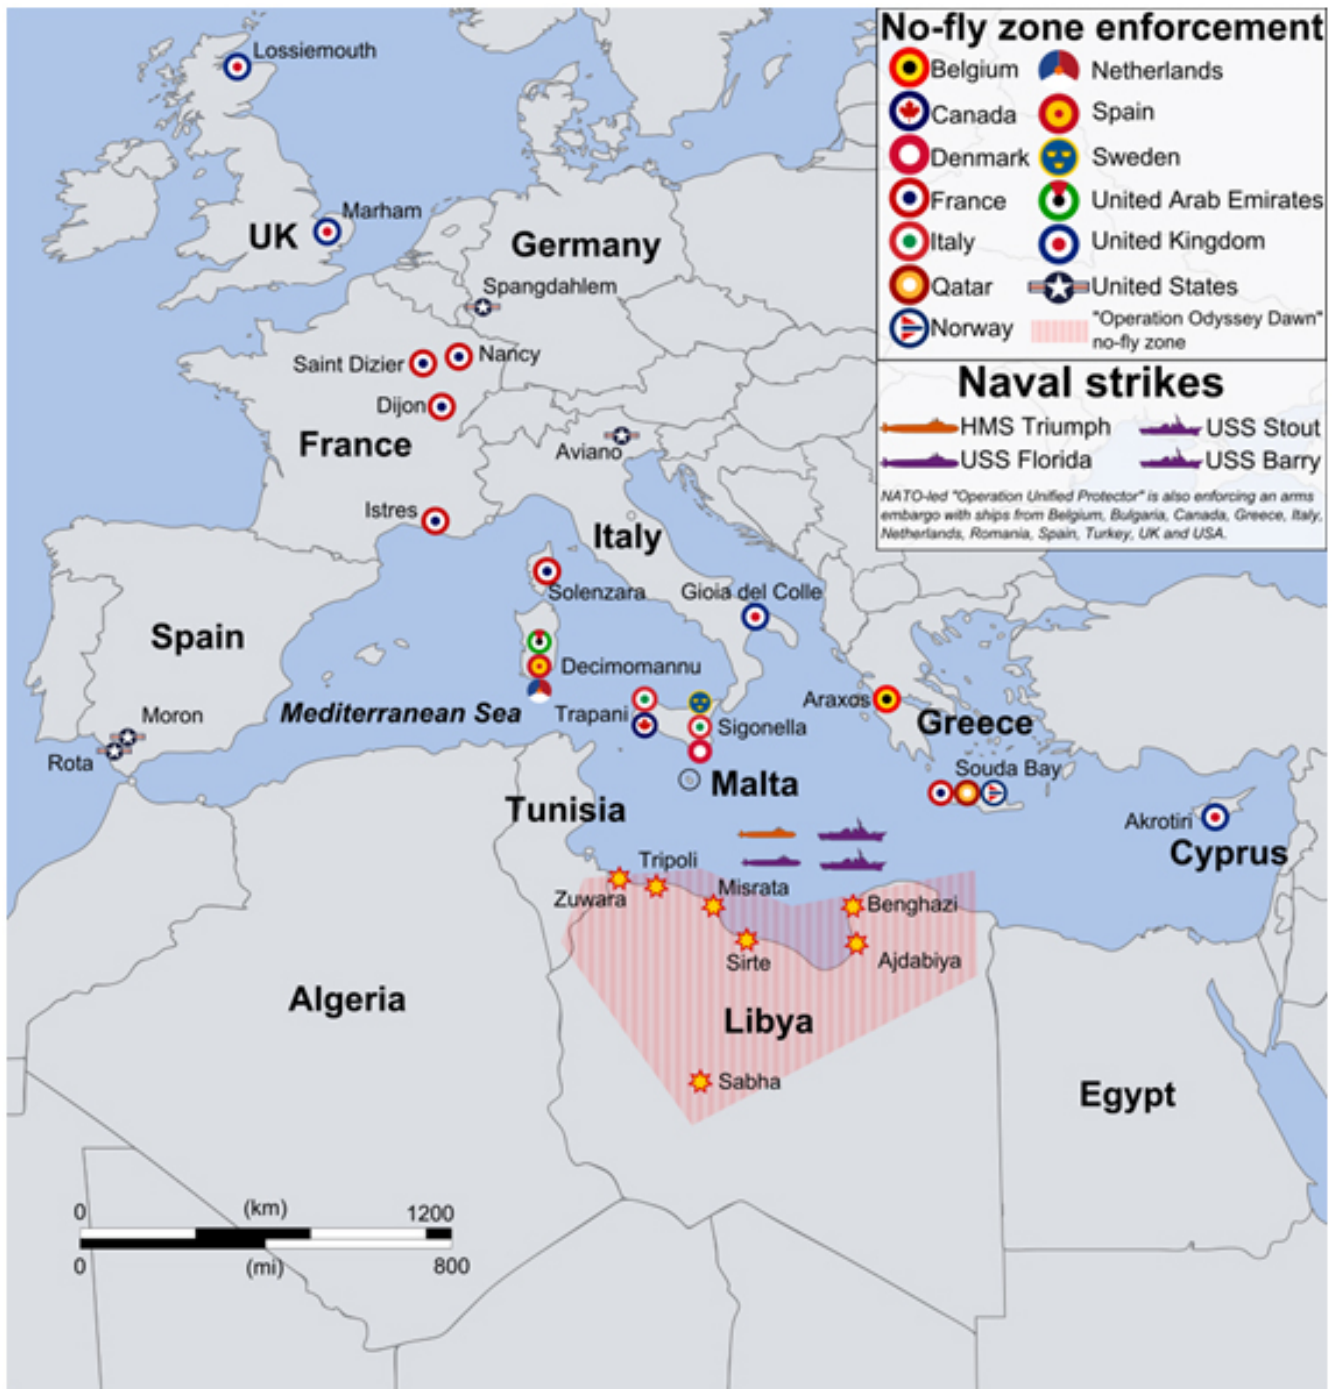 No-fly zone enforcement
Belgium
Netherlands
Canada
Spain
Denmark
Sweden
France
United Arab Emirates
Italy
United Kingdom
Qatar
United States
Norway
"Operation Odyssey Dawn"
no-fly zone
Naval strikes
HMS Triumph
USS Stout
USS Florida
USS Barry
NATO-led "Operation Unified Protector" is also enforcing an arms
embargo with ships from Belgium, Bulgaria, Canada, Greece, Italy,
Netherlands, Romania, Spain, Turkey, UK and USA.
Lossiemouth
Marham
UK
Germany
Spangdahlem
Saint Dizier
Nancy
Dijon
France
Aviano
Istres
Italy
Solenzara
Gioia del Colle
Spain
Decimomannu
Moron
Mediterranean Sea
Trapani
Sigonella
Araxos
Greece
Rota
Souda Bay
Malta
Tunisia
Akrotiri
Cyprus
Tripoli
Misrata
Zuwara
Benghazi
Sirte
Ajdabiya
Algeria
Libya
Sabha
Egypt
0 (km) 1200
0 (mi) 800